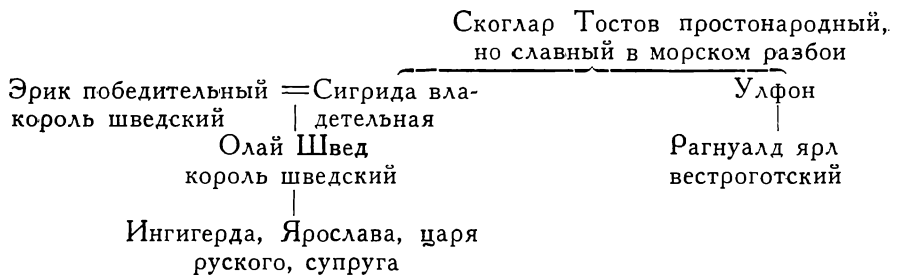 Скоглар Тостов простонародный,
но славный в морском разбои
Эрик победительный = Сигрида вла-
король шведский детельная
Улфон
Олай Швед
король шведский
Рагнуалд ярл
вестроготский
Ингигерда, Ярослава, царя
руского, супруга